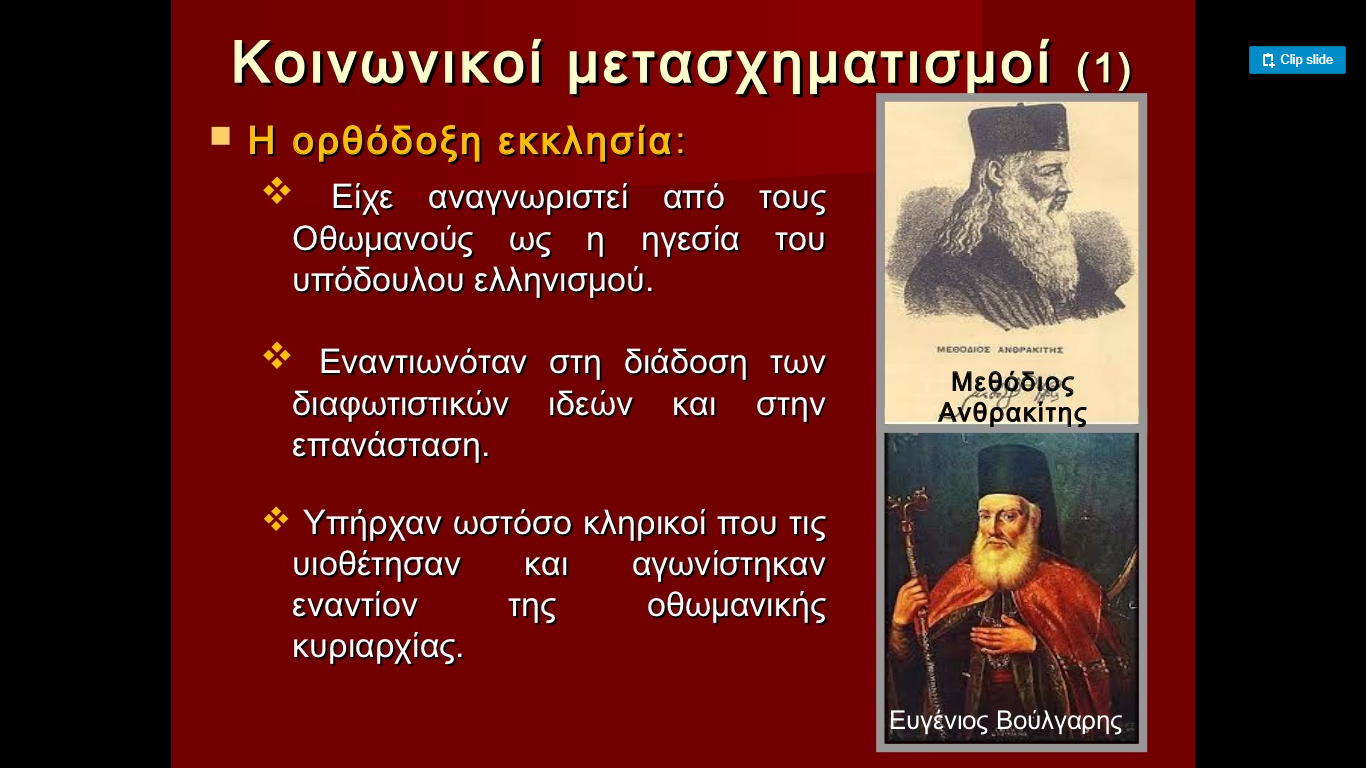 Κοινωνικοί μετασχηματισμοί (1)
Clip slide
Η ορθόδοξη εκκλησία:
Είχε αναγνωριστεί από τους
Οθωμανούς ως η ηγεσία του
υπόδουλου ελληνισμού.
Εναντιωνόταν στη διάδοση των
διαφωτιστικών ιδεών και στην
επανάσταση.
Υπήρχαν ωστόσο κληρικοί που τις
υιοθέτησαν και αγωνίστηκαν
εναντίον της οθωμανικής
κυριαρχίας.
ΜΕΘΟΔΙΟΣ ΑΝΘΡΑΚΙΤΗΣ
Μεθόδιος
Ανθρακίτης
Ευγένιος Βούλγαρης